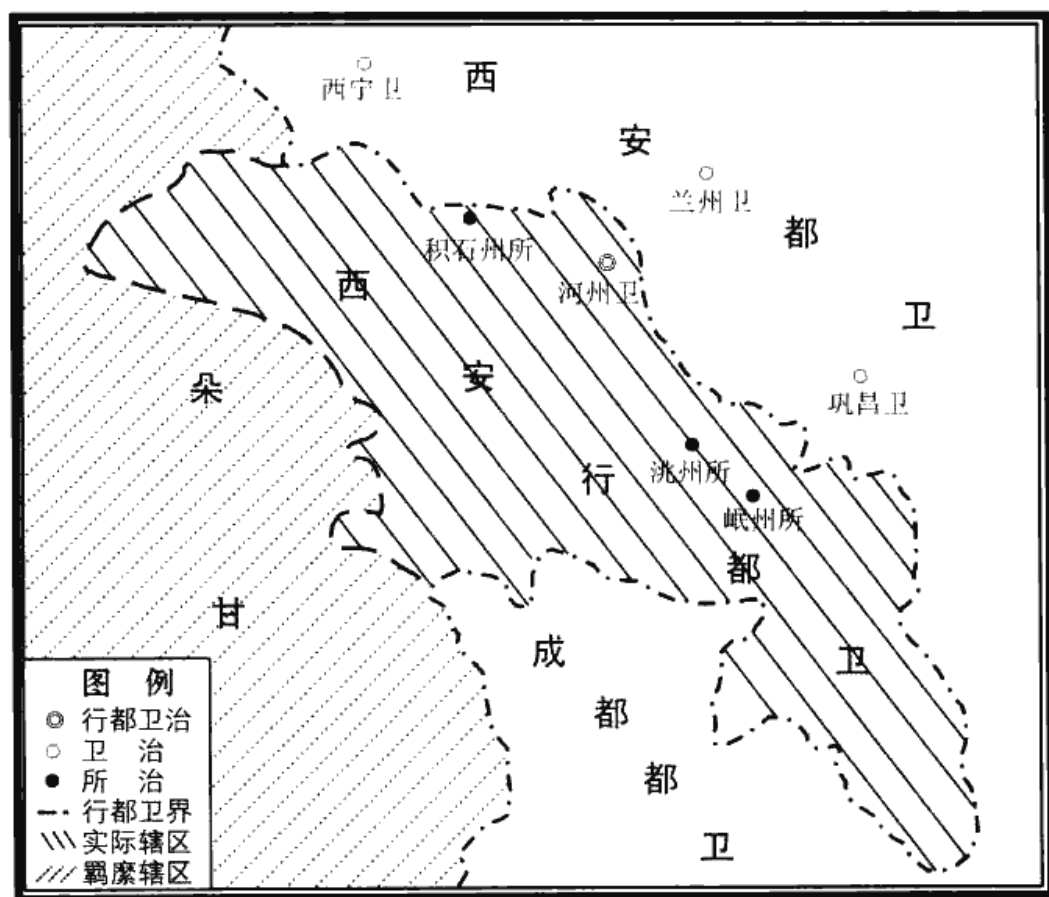 西安都卫
西宁卫
兰州卫
巩昌卫
西安行都卫
积石州所
河州卫
洮州所
岷州所
朵甘
成都都卫
图 例
行都卫治
卫 治
所 治
行都卫界
实际辖区
羁縻辖区